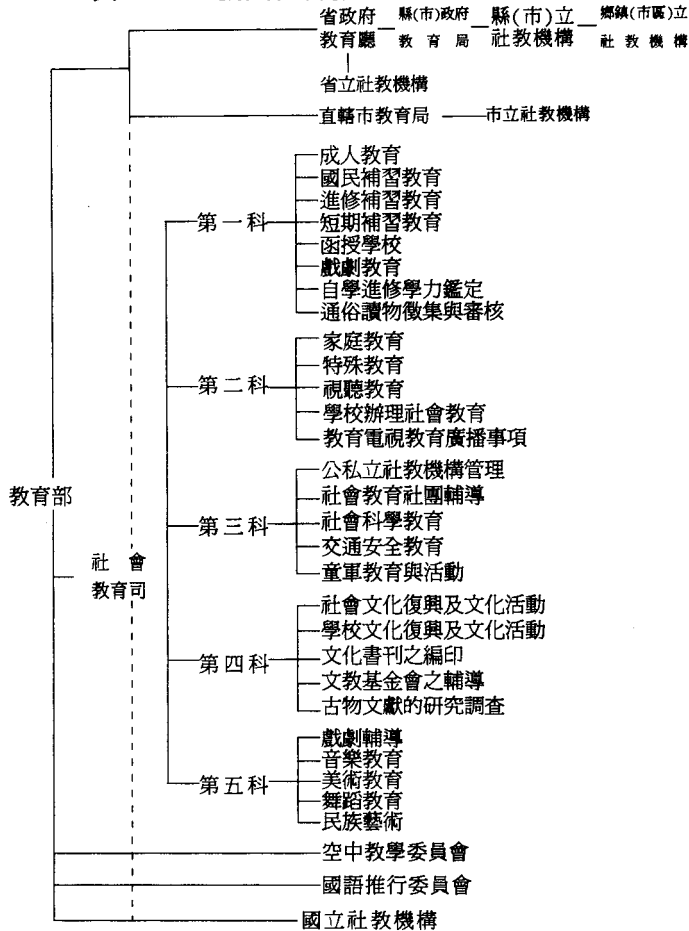 省政府 縣(市)政府 縣(市)立 鄉鎮(市區)立
教育廳 教育局 社教機構 社教機構
省立社教機構
直轄市教育局 市立社教機構
成人教育
國民補習教育
進修補習教育
第一科 短期補習教育
函授學校
戲劇教育
自學進修學力鑑定
通俗讀物徵集與審核
家庭教育
特殊教育
第二科 視聽教育
學校辦理社會教育
教育電視教育廣播事項
公私立社教機構管理
教育部 社會教育社團輔導
第三科 社會科學教育
社會 交通安全教育
教育司 童軍教育與活動
社會文化復興及文化活動
學校文化復興及文化活動
第四科 文化書刊之編印
文教基金會之輔導
古物文獻的研究調查
戲劇輔導
音樂教育
第五科 美術教育
舞蹈教育
民族藝術
空中教學委員會
國語推行委員會
國立社教機構